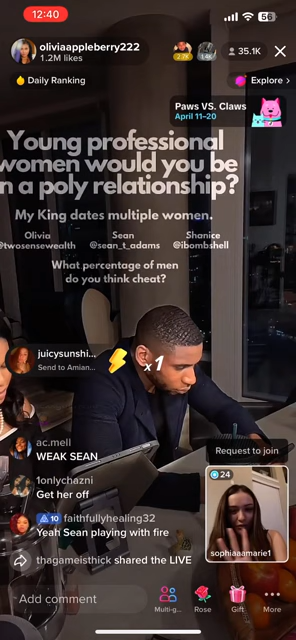 12:40
56
oliviaappleberry222
1.2M likes
2.7K
1.4K
35.1K
Daily Ranking
Explore >
Paws VS. Claws
April 11-20
Young professional
women would you be
n a poly relationship?
My King dates multiple women.
Olivia
Sean
Shanice
@twosensewealth
@sean_t_adams
@ibombshell
What percentage of men
do you think cheat?
juicysunshi...
Send to Amian...
x1
ac.mell
WEAK SEAN
1onlychazni
Get her off
10 faithfullyhealing32
Yeah Sean playing with fire
thagameisthick shared the LIVE
Request to join
24
sophiaaamarie1
Add comment
Multi-g...
Rose
Gift
More